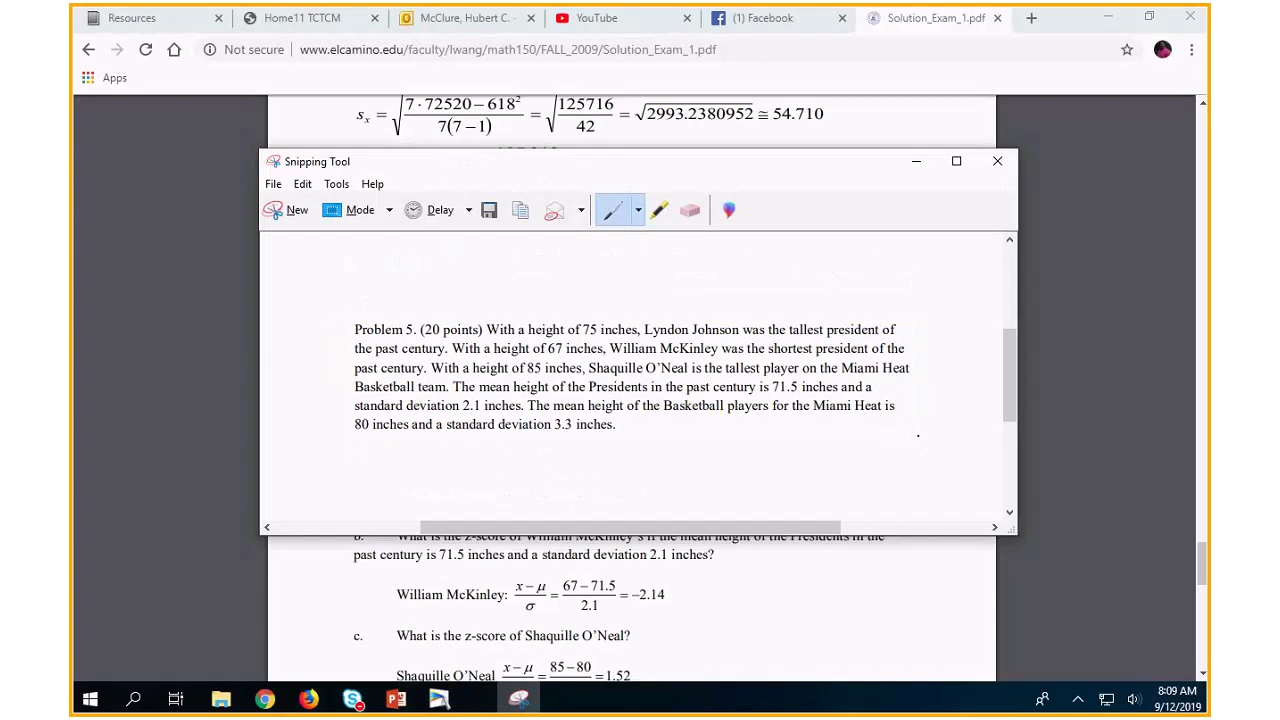 Resources
Home11 TCTCM
McClure, Hubert C. -
YouTube
(1) Facebook
Solution_Exam_1.pdf
Not secure | www.elcamino.edu/faculty/lwang/math150/FALL_2009/Solution_Exam_1.pdf
Apps
sₓ = √((7 · 72520 − 618²) / (7(7 − 1))) = √(125716 / 42) = √2993.2380952 ≅ 54.710
Snipping Tool
File Edit Tools Help
New Mode Delay
Problem 5. (20 points) With a height of 75 inches, Lyndon Johnson was the tallest president of
the past century. With a height of 67 inches, William McKinley was the shortest president of the
past century. With a height of 85 inches, Shaquille O’Neal is the tallest player on the Miami Heat
Basketball team. The mean height of the Presidents in the past century is 71.5 inches and a
standard deviation 2.1 inches. The mean height of the Basketball players for the Miami Heat is
80 inches and a standard deviation 3.3 inches.
b. What is the z-score of William McKinley’s if the mean height of the Presidents in the
past century is 71.5 inches and a standard deviation 2.1 inches?
William McKinley: (x − μ) / σ = (67 − 71.5) / 2.1 = −2.14
c. What is the z-score of Shaquille O’Neal?
Shaquille O’Neal (x − μ) = (85 − 80) = 1.52
8:09 AM
9/12/2019